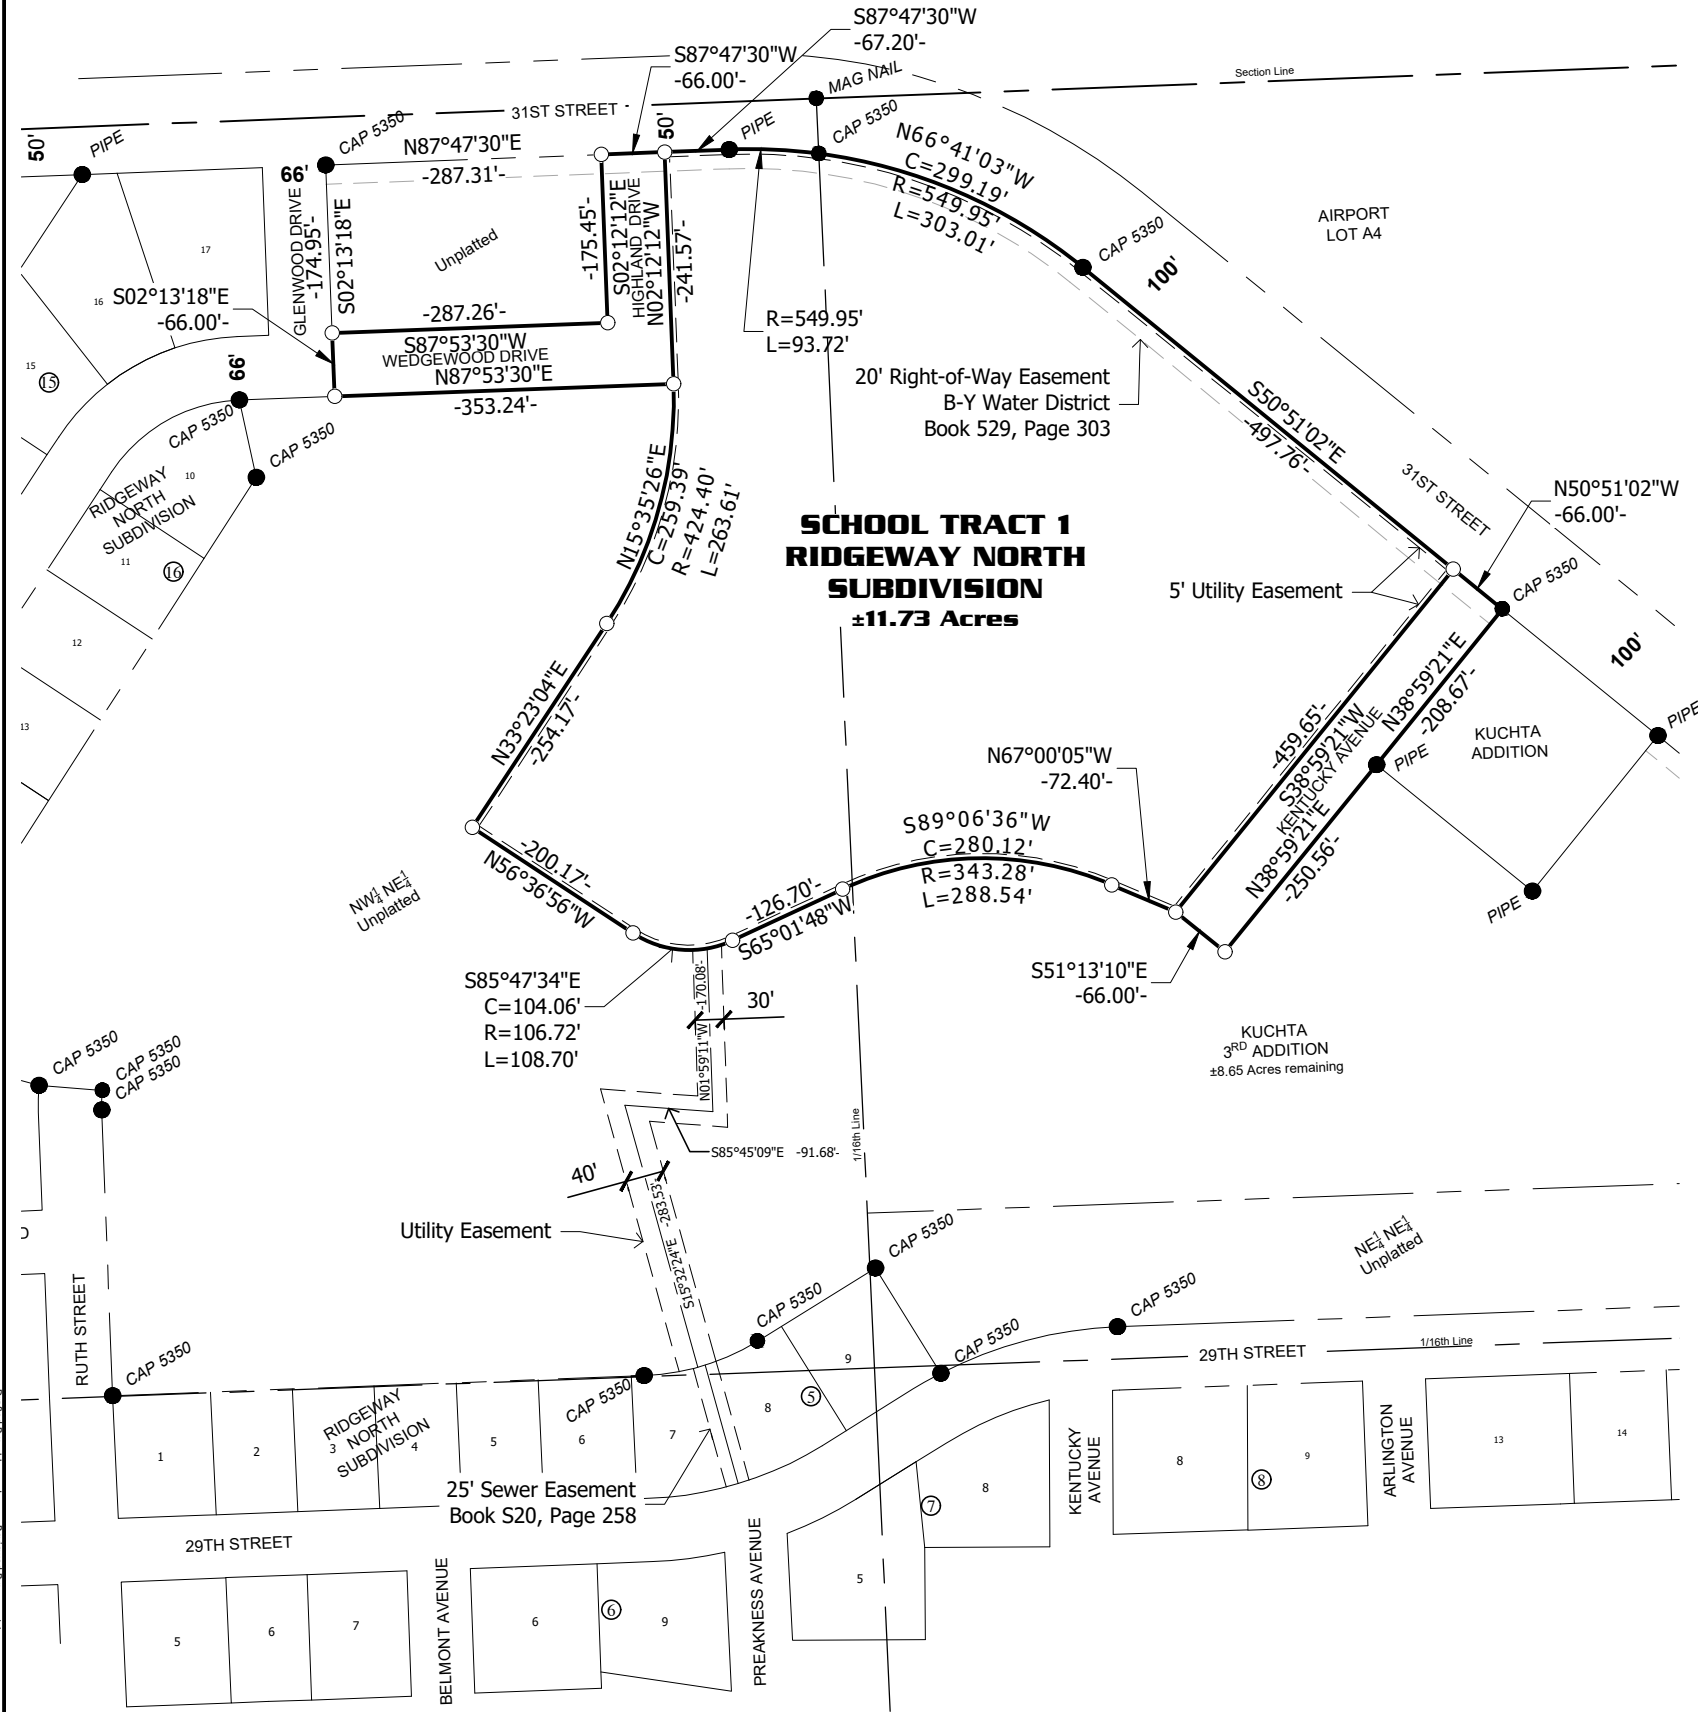 S87°47'30"W
-67.20'-
S87°47'30"W
-66.00'-
Section Line
MAG NAIL
31ST STREET
50'
PIPE
CAP 5350
N87°47'30"E
-287.31'-
50'
PIPE
CAP 5350
N66°41'03"W
C=299.19'
R=549.95'
L=303.01'
66'
GLENWOOD DRIVE
-174.95'-
S02°13'18"E
Unplatted
-175.45'-
S02°12'12"E
HIGHLAND DRIVE
N02°12'12"W
-241.57'-
AIRPORT
LOT A4
CAP 5350
100'
17
16
15
15
S02°13'18"E
-66.00'-
-287.26'-
S87°53'30"W
WEDGEWOOD DRIVE
N87°53'30"E
-353.24'-
66'
R=549.95'
L=93.72'
20' Right-of-Way Easement
B-Y Water District
Book 529, Page 303
S50°51'02"E
-497.76'-
CAP 5350
CAP 5350
10
RIDGEWAY
NORTH
SUBDIVISION
11
16
12
13
N15°35'26"E
C=259.39'
R=424.40'
L=263.61'
SCHOOL TRACT 1
RIDGEWAY NORTH
SUBDIVISION
±11.73 Acres
31ST STREET
N50°51'02"W
-66.00'-
5' Utility Easement
CAP 5350
100'
N33°23'04"E
-254.17'-
-459.65'-
S38°59'21"W
KENTUCKY AVENUE
N38°59'21"E
-208.67'-
PIPE
KUCHTA
ADDITION
PIPE
N38°59'21"E
-250.56'-
PIPE
N67°00'05"W
-72.40'-
S89°06'36"W
C=280.12'
R=343.28'
L=288.54'
-200.17'-
N56°36'56"W
NW¼ NE¼
Unplatted
-126.70'-
S65°01'48"W
S51°13'10"E
-66.00'-
S85°47'34"E
C=104.06'
R=106.72'
L=108.70'
N01°59'11"W -170.08'-
30'
KUCHTA
3RD ADDITION
±8.65 Acres remaining
CAP 5350
CAP 5350
CAP 5350
1/16th Line
S85°45'09"E -91.68'-
40'
S15°32'24"E -283.53'-
Utility Easement
CAP 5350
NE¼ NE¼
Unplatted
RUTH STREET
CAP 5350
CAP 5350
CAP 5350
CAP 5350
1/16th Line
29TH STREET
CAP 5350
RIDGEWAY
NORTH
SUBDIVISION
1
2
3
4
5
6
7
8
9
5
25' Sewer Easement
Book S20, Page 258
29TH STREET
5
6
7
BELMONT AVENUE
6
6
9
PREAKNESS AVENUE
5
7
8
KENTUCKY
AVENUE
8
8
9
ARLINGTON
AVENUE
13
14